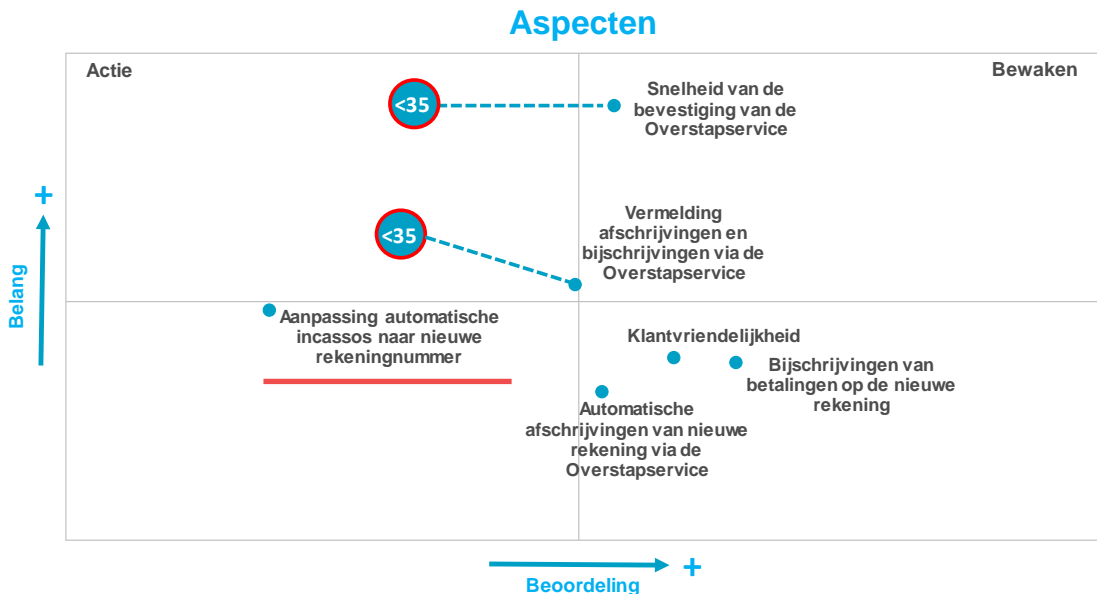 Aspecten
Actie
Bewaken
<35
Snelheid van de
bevestiging van de
Overstapservice
+
<35
Vermelding
afschrijvingen en
bijschrijvingen via de
Overstapservice
Belang
Aanpassing automatische
incassos naar nieuwe
rekeningnummer
Klantvriendelijkheid
Bijschrijvingen van
betalingen op de nieuwe
rekening
Automatische
afschrijvingen van nieuwe
rekening via de
Overstapservice
+
Beoordeling